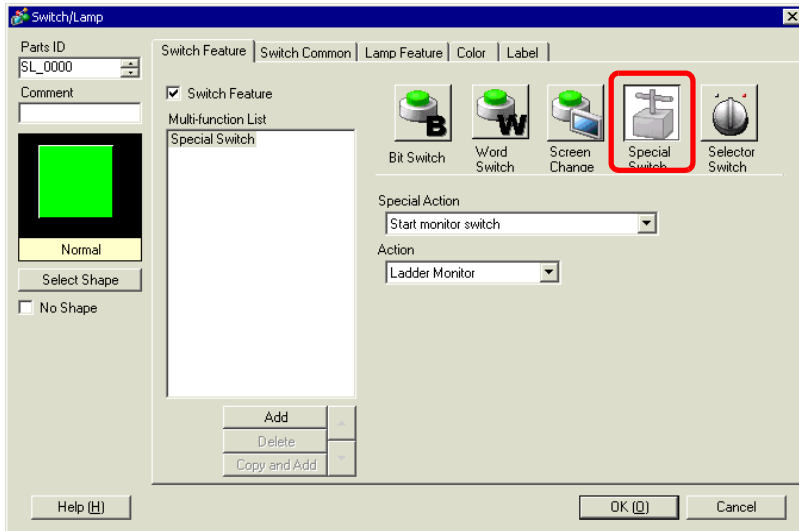 Switch/Lamp
Parts ID
SL_0000
Comment
Normal
Select Shape
No Shape
Switch Feature
Switch Common
Lamp Feature
Color
Label
Switch Feature
Multi-function List
Special Switch
Add
Delete
Copy and Add
B
Bit Switch
W
Word
Switch
Screen
Change
Special
Switch
Selector
Switch
Special Action
Start monitor switch
Action
Ladder Monitor
Help (H)
OK (O)
Cancel